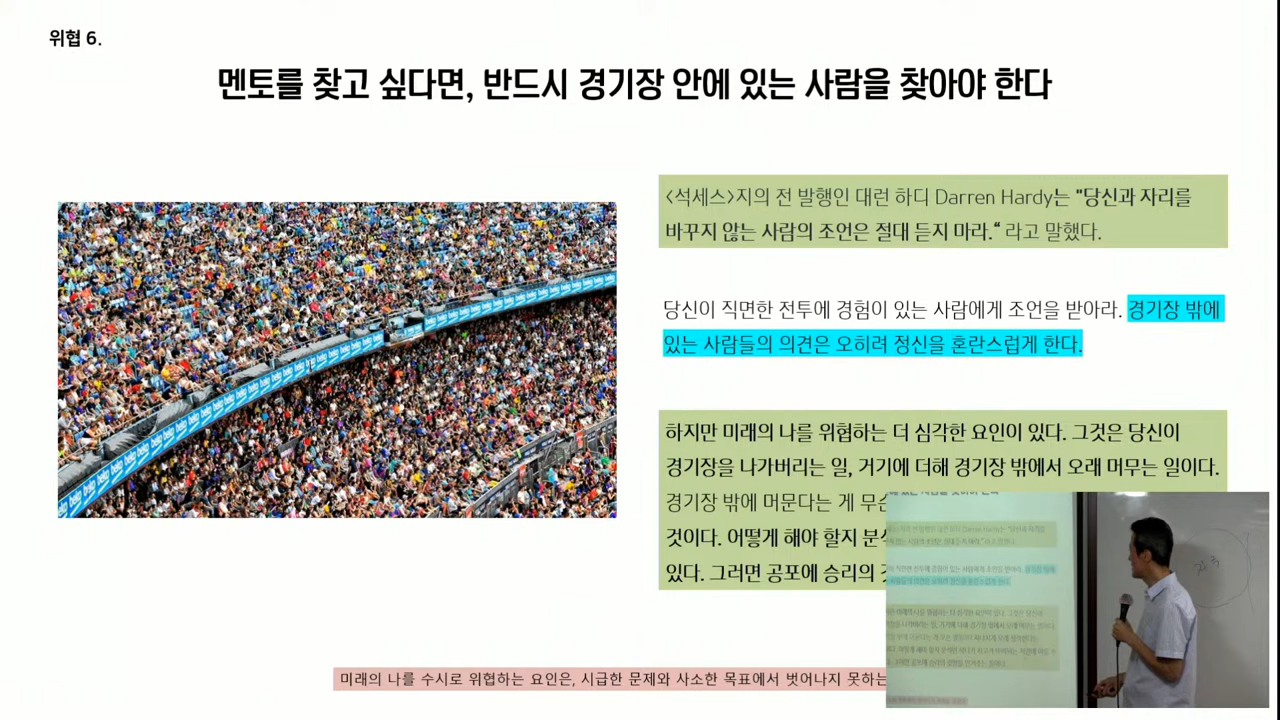 위협 6.
멘토를 찾고 싶다면, 반드시 경기장 안에 있는 사람을 찾아야 한다
<석세스>지의 전 발행인 대런 하디 Darren Hardy는 "당신과 자리를
바꾸지 않는 사람의 조언은 절대 듣지 마라.“ 라고 말했다.
당신이 직면한 전투에 경험이 있는 사람에게 조언을 받아라. 경기장 밖에
있는 사람들의 의견은 오히려 정신을 혼란스럽게 한다.
하지만 미래의 나를 위협하는 더 심각한 요인이 있다. 그것은 당신이
경기장을 나가버리는 일, 거기에 더해 경기장 밖에서 오래 머무는 일이다.
경기장 밖에 머문다는 게 무슨
것이다. 어떻게 해야 할지 분석
있다. 그러면 공포에 승리의
미래의 나를 수시로 위협하는 요인은, 시급한 문제와 사소한 목표에서 벗어나지 못하는